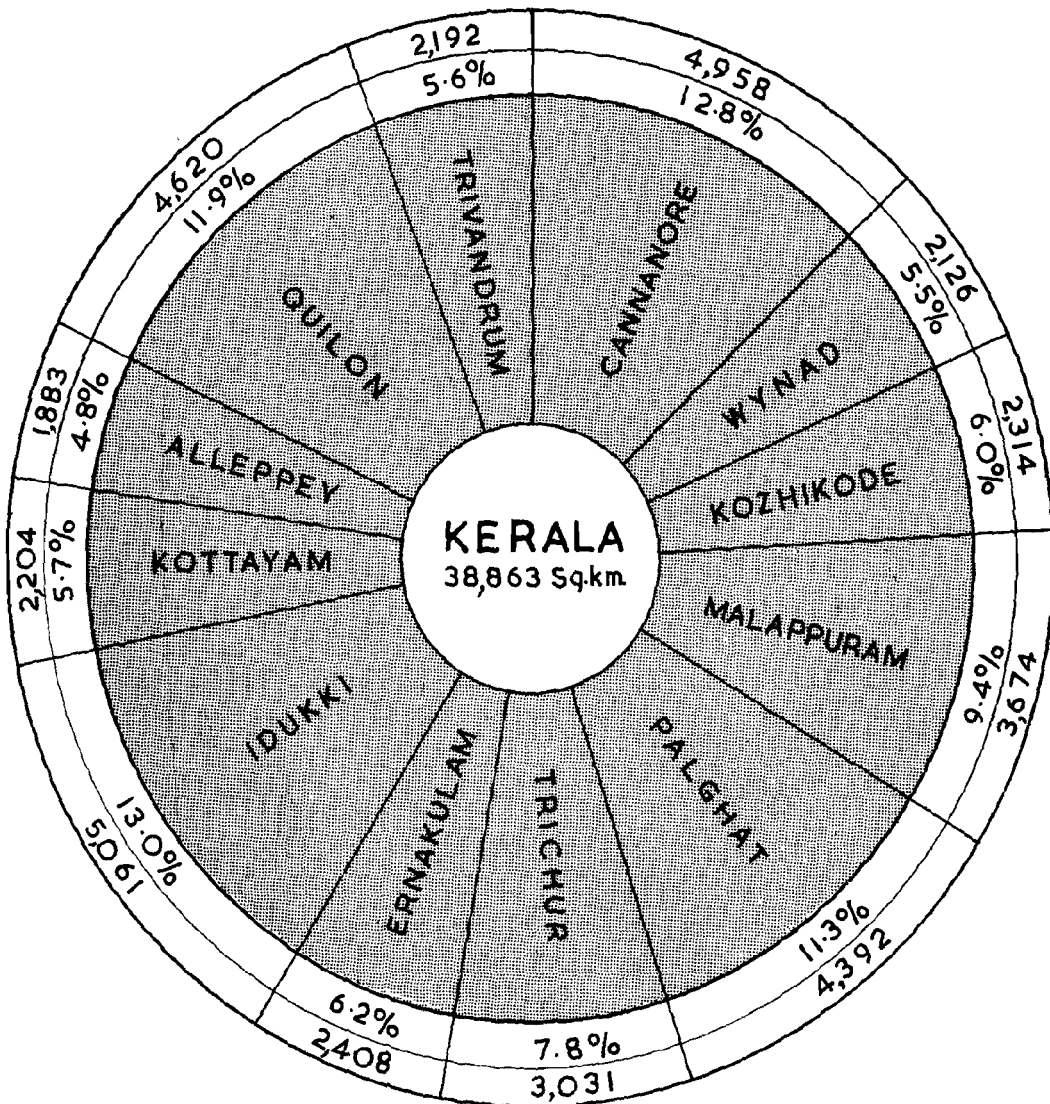 KERALA
38,863 Sq.km.
CANNANORE
12.8%
4,958
WYNAD
5.5%
2,126
KOZHIKODE
6.0%
2,314
MALAPPURAM
9.4%
3,674
PALGHAT
11.3%
4,392
TRICHUR
7.8%
3,031
ERNAKULAM
6.2%
2,408
IDUKKI
13.0%
5,061
KOTTAYAM
5.7%
2,204
ALLEPPEY
4.8%
1,883
QUILON
11.9%
4,620
TRIVANDRUM
5.6%
2,192